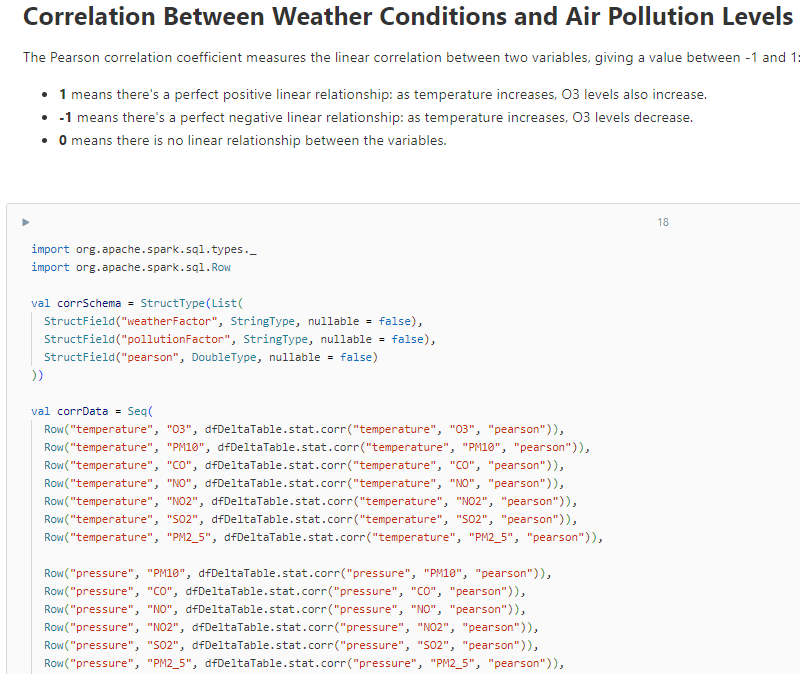 Correlation Between Weather Conditions and Air Pollution Levels
The Pearson correlation coefficient measures the linear correlation between two variables, giving a value between -1 and 1:
• 1 means there's a perfect positive linear relationship: as temperature increases, O3 levels also increase.
• -1 means there's a perfect negative linear relationship: as temperature increases, O3 levels decrease.
• 0 means there is no linear relationship between the variables.
18
import org.apache.spark.sql.types._
import org.apache.spark.sql.Row
val corrSchema = StructType(List(
StructField("weatherFactor", StringType, nullable = false),
StructField("pollutionFactor", StringType, nullable = false),
StructField("pearson", DoubleType, nullable = false)
))
val corrData = Seq(
Row("temperature", "O3", dfDeltaTable.stat.corr("temperature", "O3", "pearson")),
Row("temperature", "PM10", dfDeltaTable.stat.corr("temperature", "PM10", "pearson")),
Row("temperature", "CO", dfDeltaTable.stat.corr("temperature", "CO", "pearson")),
Row("temperature", "NO", dfDeltaTable.stat.corr("temperature", "NO", "pearson")),
Row("temperature", "NO2", dfDeltaTable.stat.corr("temperature", "NO2", "pearson")),
Row("temperature", "SO2", dfDeltaTable.stat.corr("temperature", "SO2", "pearson")),
Row("temperature", "PM2_5", dfDeltaTable.stat.corr("temperature", "PM2_5", "pearson")),
Row("pressure", "PM10", dfDeltaTable.stat.corr("pressure", "PM10", "pearson")),
Row("pressure", "CO", dfDeltaTable.stat.corr("pressure", "CO", "pearson")),
Row("pressure", "NO", dfDeltaTable.stat.corr("pressure", "NO", "pearson")),
Row("pressure", "NO2", dfDeltaTable.stat.corr("pressure", "NO2", "pearson")),
Row("pressure", "SO2", dfDeltaTable.stat.corr("pressure", "SO2", "pearson")),
Row("pressure", "PM2_5", dfDeltaTable.stat.corr("pressure", "PM2_5", "pearson")),